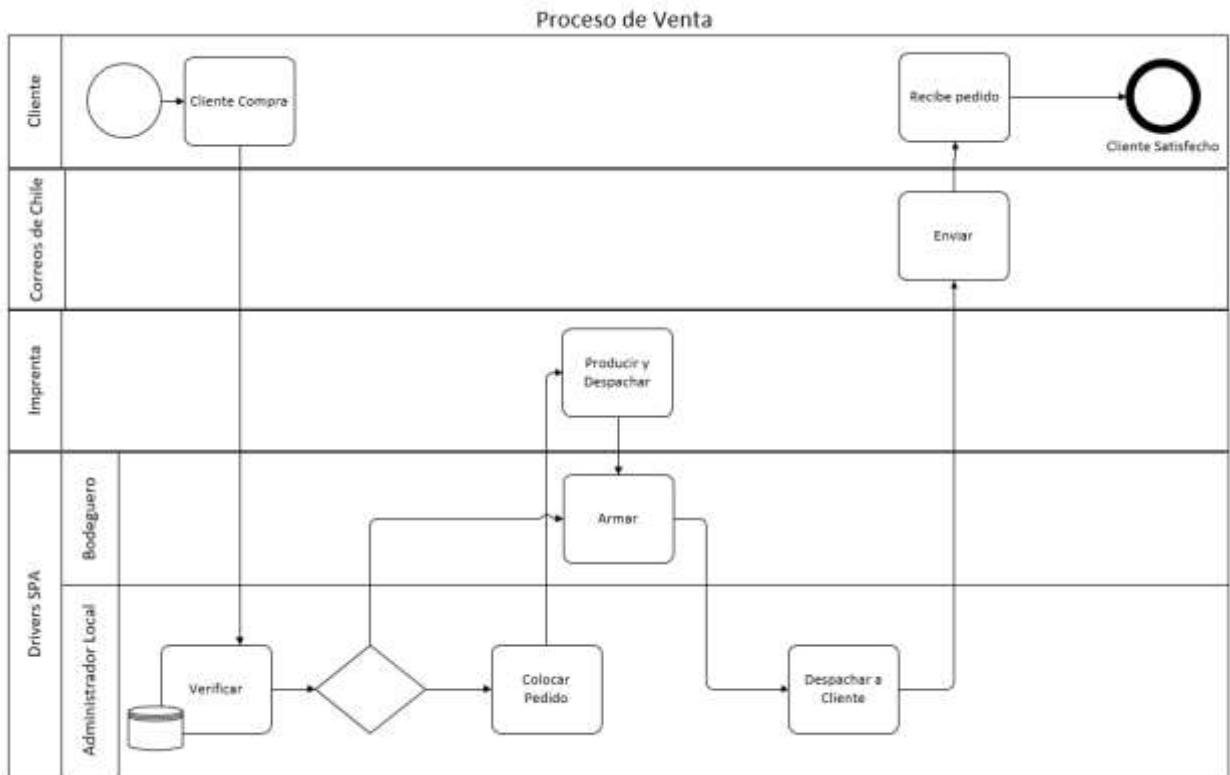 Proceso de Venta
Cliente
Cliente Compra
Recibe pedido
Cliente Satisfecho
Correos de Chile
Enviar
Imprenta
Producir y
Despachar
Drivers SPA
Bodeguero
Armar
Administrador Local
Verificar
Colocar
Pedido
Despachar a
Cliente